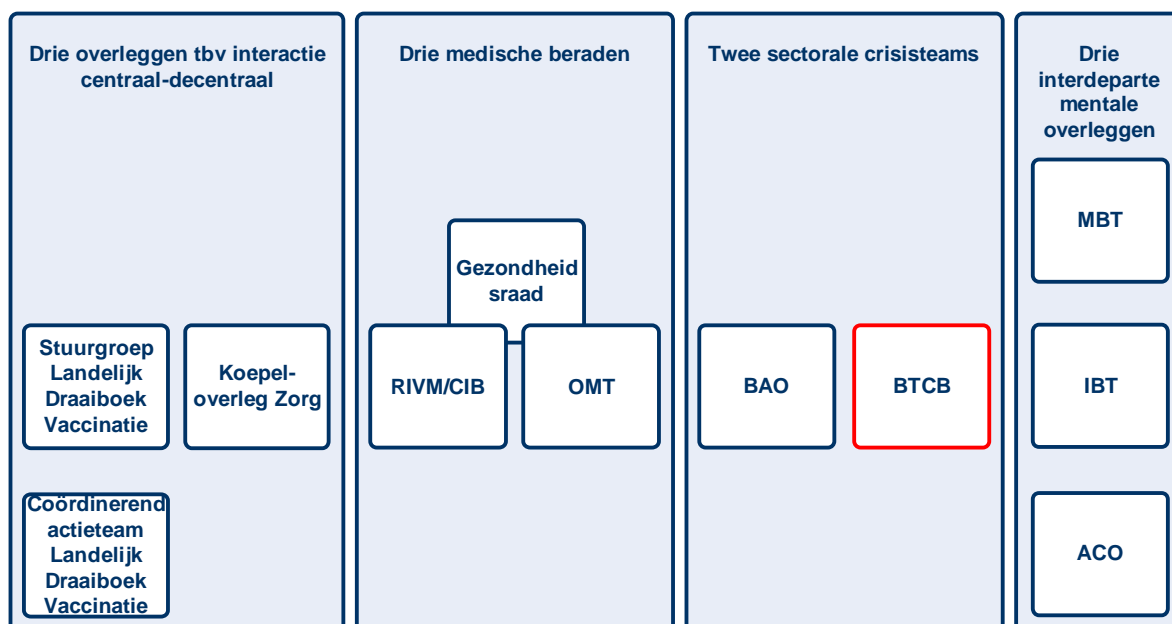 Drie overleggen tbv interactie
centraal-decentraal
Stuurgroep
Landelijk
Draaiboek
Vaccinatie
Koepel-
overleg Zorg
Coördinerend
actieteam
Landelijk
Draaiboek
Vaccinatie
Drie medische beraden
Gezondheid
sraad
RIVM/CIB
OMT
Twee sectorale crisisteams
BAO
BTCB
Drie
interdeparte
mentale
overleggen
MBT
IBT
ACO